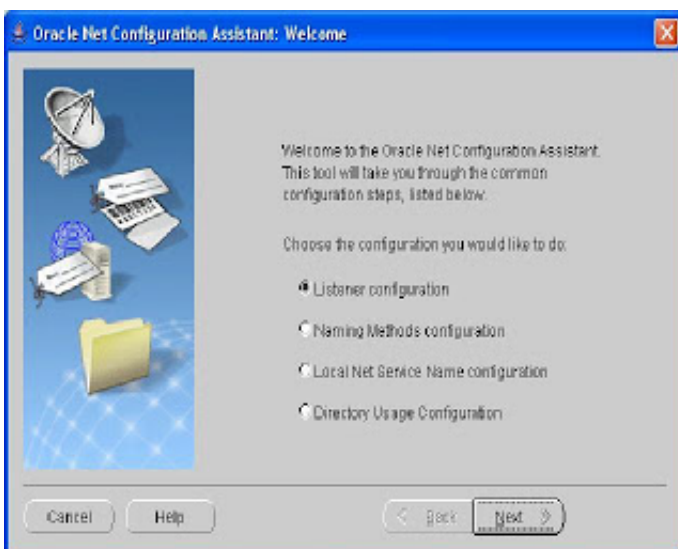 Oracle Net Configuration Assistant: Welcome
Welcome to the Oracle Net Configuration Assistant.
This tool will take you through the common
configuration steps, listed below.
Choose the configuration you would like to do:
Listener configuration
Naming Methods configuration
Local Net Service Name configuration
Directory Usage Configuration
Cancel
Help
Back
Next